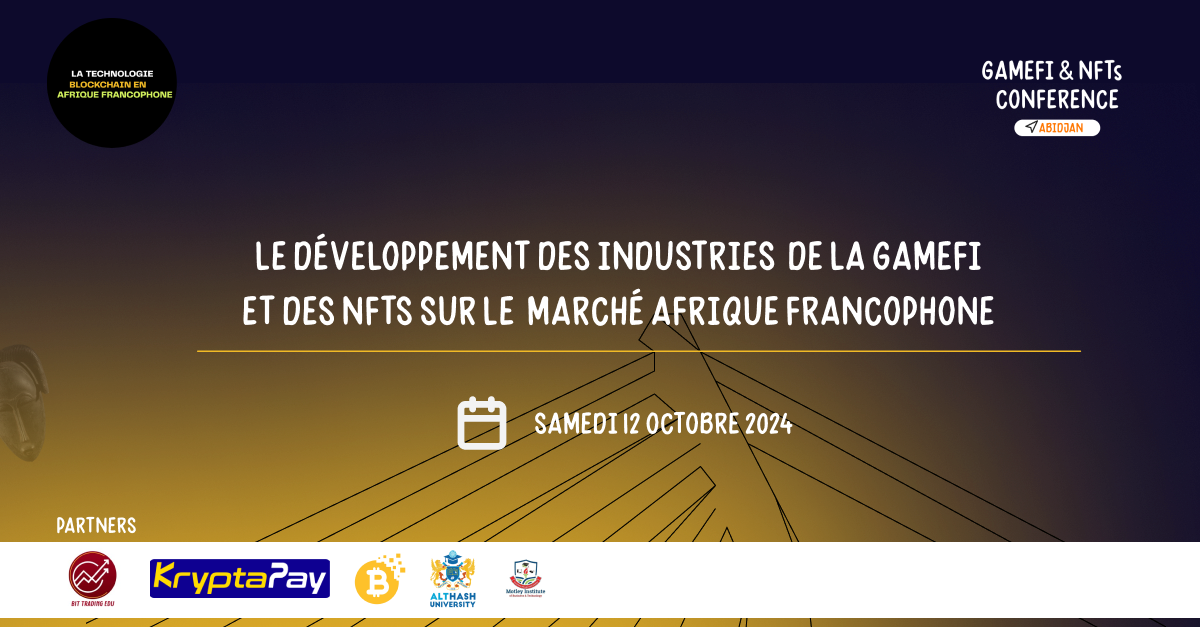 LA TECHNOLOGIE
BLOCKCHAIN EN
AFRIQUE FRANCOPHONE
GAMEFI & NFTs
CONFERENCE
ABIDJAN
LE DÉVELOPPEMENT DES INDUSTRIES DE LA GAMEFI
ET DES NFTS SUR LE MARCHÉ AFRIQUE FRANCOPHONE
SAMEDI 12 OCTOBRE 2024
PARTNERS
BIT TRADING EDU
KryptaPay
ALTHASH
UNIVERSITY
Motley Institute